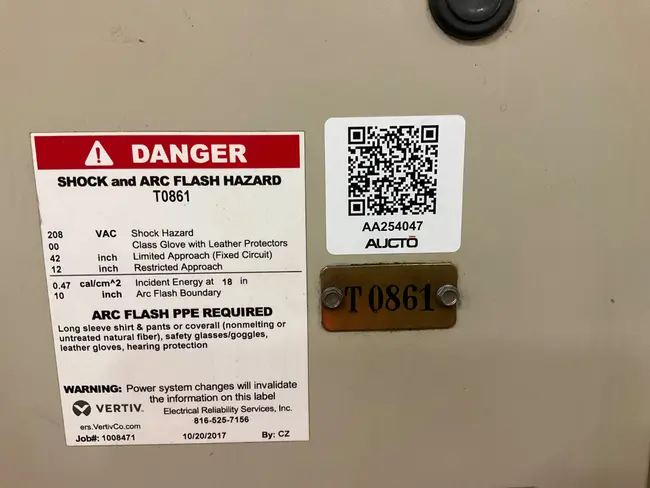 DANGER
SHOCK and ARC FLASH HAZARD
T0861
208 VAC Shock Hazard
00 Class Glove with Leather Protectors
42 inch Limited Approach (Fixed Circuit)
12 inch Restricted Approach
0.47 cal/cm^2 Incident Energy at 18 in
10 inch Arc Flash Boundary
ARC FLASH PPE REQUIRED
Long sleeve shirt & pants or coverall (nonmelting or
untreated natural fiber), safety glasses/goggles,
leather gloves, hearing protection
WARNING: Power system changes will invalidate
the information on this label
VERTIV. Electrical Reliability Services, Inc.
816-525-7156
ers.VertivCo.com
Job#: 1008471 10/20/2017 By: CZ
AA254047
AUCTŌ
T 0861